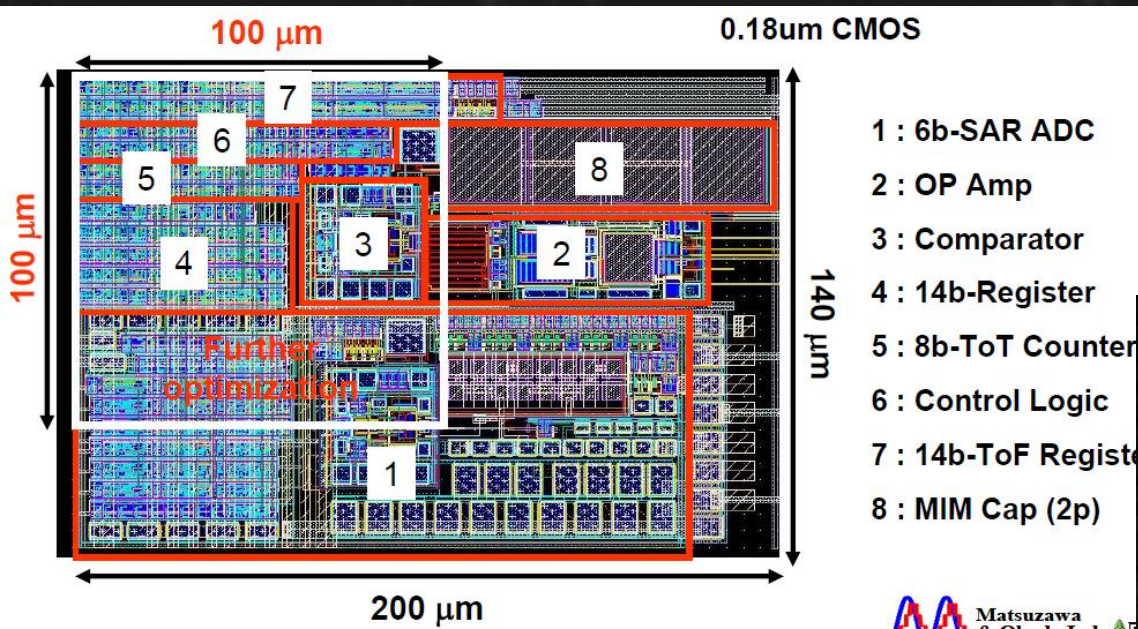 100 μm
0.18um CMOS
7
6
5
8
4
3
2
1
100 μm
140 μm
Further
optimization
200 μm
1 : 6b-SAR ADC
2 : OP Amp
3 : Comparator
4 : 14b-Register
5 : 8b-ToT Counter
6 : Control Logic
7 : 14b-ToF Registe
8 : MIM Cap (2p)
Matsuzawa